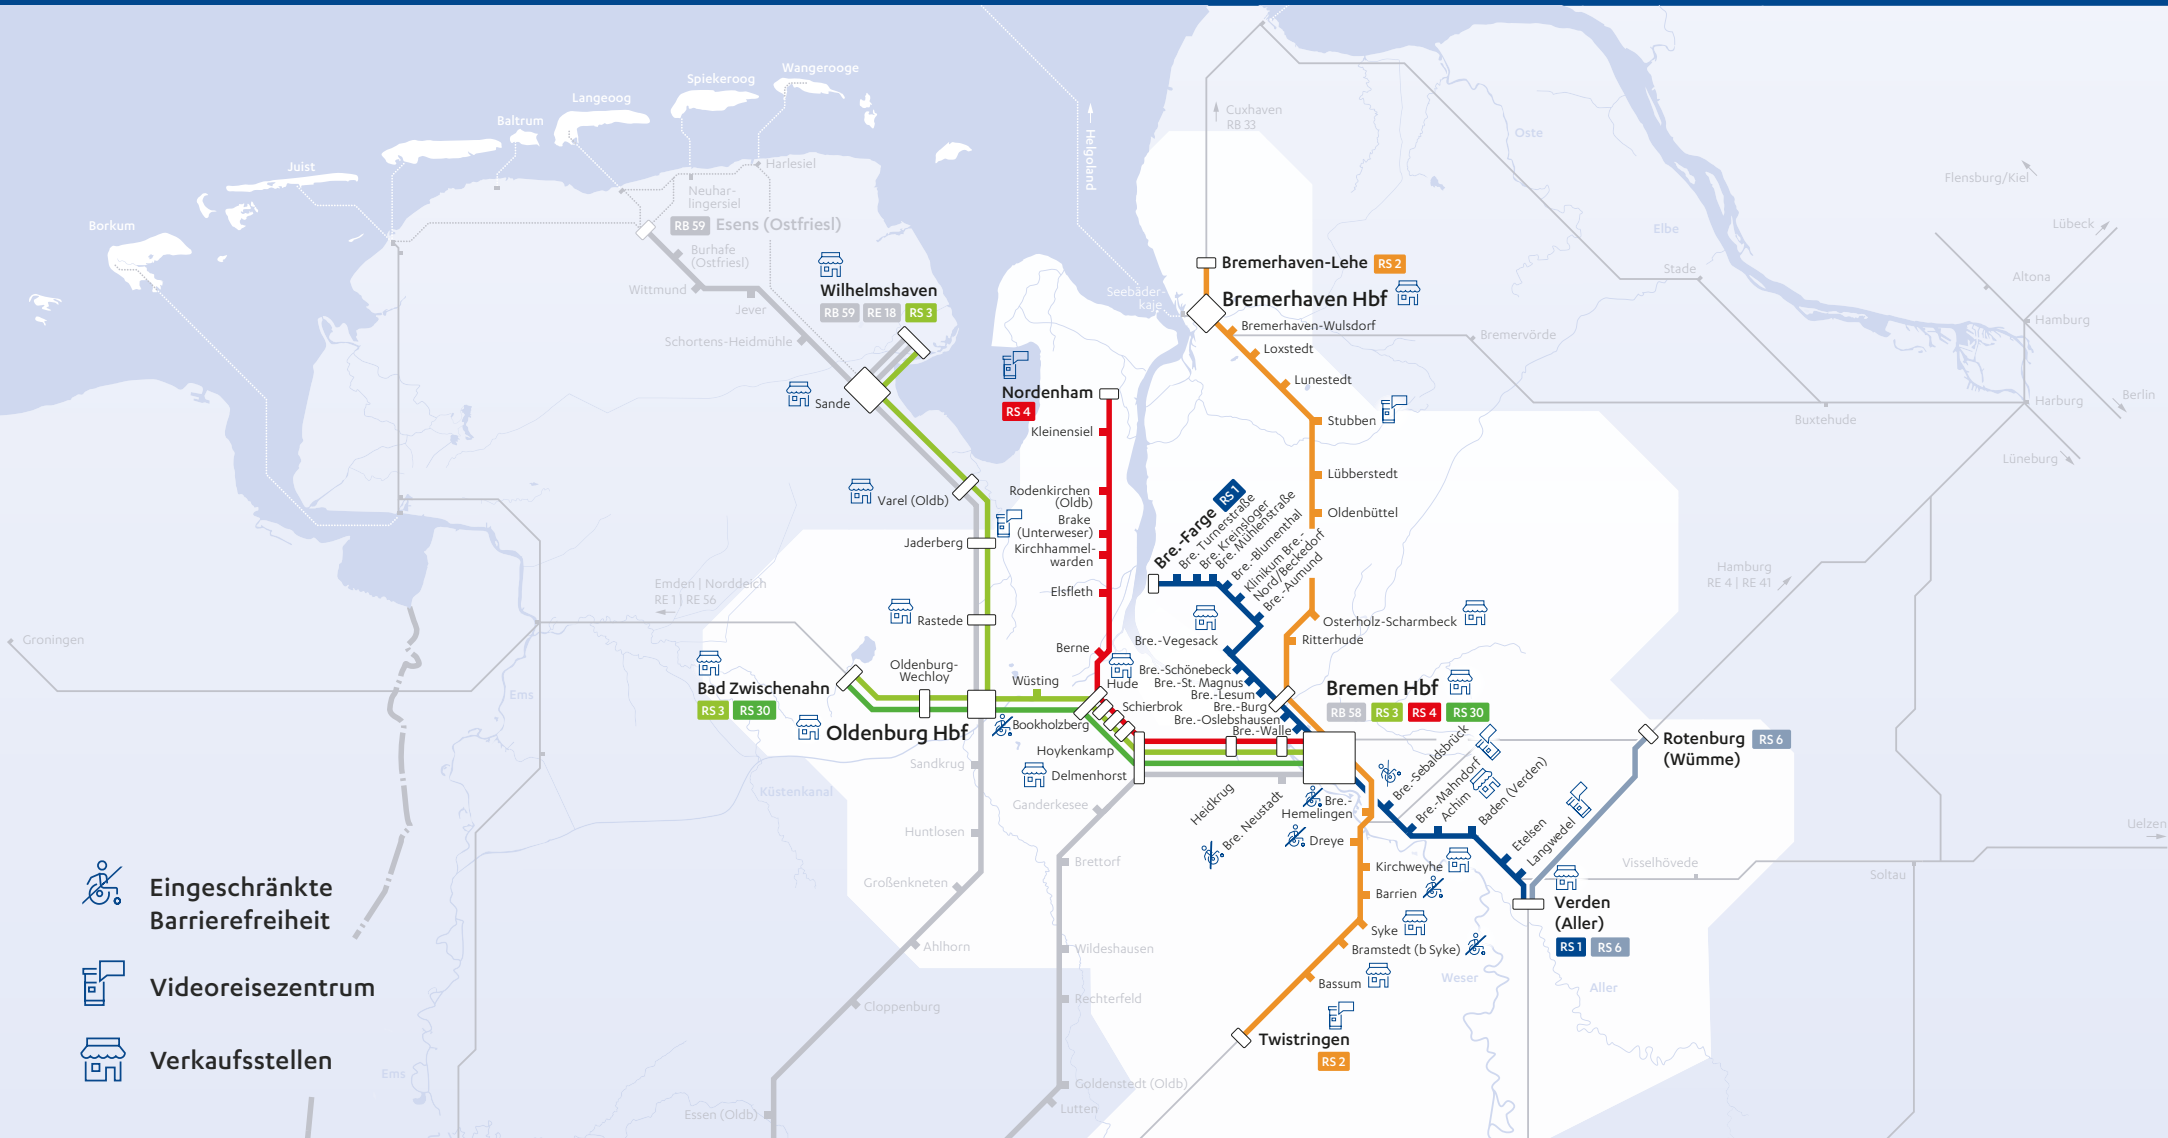 Wangerooge
Spiekeroog
Langeoog
Baltrum
Juist
Borkum
Harlesiel
Neuhar-
lingersiel
RB 59 Esens (Ostfriesl)
Burhafe
(Ostfriesl)
Wittmund
Jever
Schortens-Heidmühle
Wilhelmshaven
RB 59 RE 18 RS 3
Sande
Varel (Oldb)
Jaderberg
Rastede
Emden | Norddeich
RE 1 | RE 56
Groningen
Ems
Bad Zwischenahn
RS 3 RS 30
Oldenburg-
Wechloy
Oldenburg Hbf
Wüsting
Sandkrug
Küstenkanal
Huntlosen
Großenkneten
Ahlhorn
Cloppenburg
Essen (Oldb)
Ems
Helgoland
Cuxhaven
RB 33
Seebäder-
kaje
Bremerhaven-Lehe RS 2
Bremerhaven Hbf
Bremerhaven-Wulsdorf
Loxstedt
Lunestedt
Stubben
Lübberstedt
Oldenbüttel
Osterholz-Scharmbeck
Ritterhude
Nordenham
RS 4
Kleinensiel
Rodenkirchen
(Oldb)
Brake
(Unterweser)
Kirchhammel-
warden
Elsfleth
Berne
Hude
Schierbrok
Bookholzberg
Hoykenkamp
Delmenhorst
Ganderkesee
Brettorf
Wildeshausen
Rechterfeld
Goldenstedt (Oldb)
Lutten
Bre.-Farge RS 1
Bre. Turnerstraße
Bre. Kreinsloger
Bre. Mühlenstraße
Bre.-Blumenthal
Klinikum Bre.-
Nord/Beckedorf
Bre.-Aumund
Bre.-Vegesack
Bre.-Schönebeck
Bre.-St. Magnus
Bre.-Lesum
Bre.-Burg
Bre.-Oslebshausen
Bre.-Walle
Bremen Hbf
RB 58 RS 3 RS 4 RS 30
Heidkrug
Bre. Neustadt
Bre.-
Hemelingen
Dreye
Kirchweyhe
Barrien
Syke
Bramstedt (b Syke)
Bassum
Twistringen
RS 2
Bre.-Sebaldsbrück
Bre.-Mahndorf
Achim
Baden (Verden)
Etelsen
Langwedel
Verden
(Aller)
RS 1 RS 6
Rotenburg
(Wümme)
RS 6
Weser
Aller
Visselhövede
Soltau
Uelzen
Hamburg
RE 4 | RE 41
Oste
Elbe
Stade
Bremervörde
Buxtehude
Flensburg/Kiel
Lübeck
Altona
Hamburg
Harburg
Berlin
Lüneburg
Eingeschränkte
Barrierefreiheit
Videoreisezentrum
Verkaufsstellen